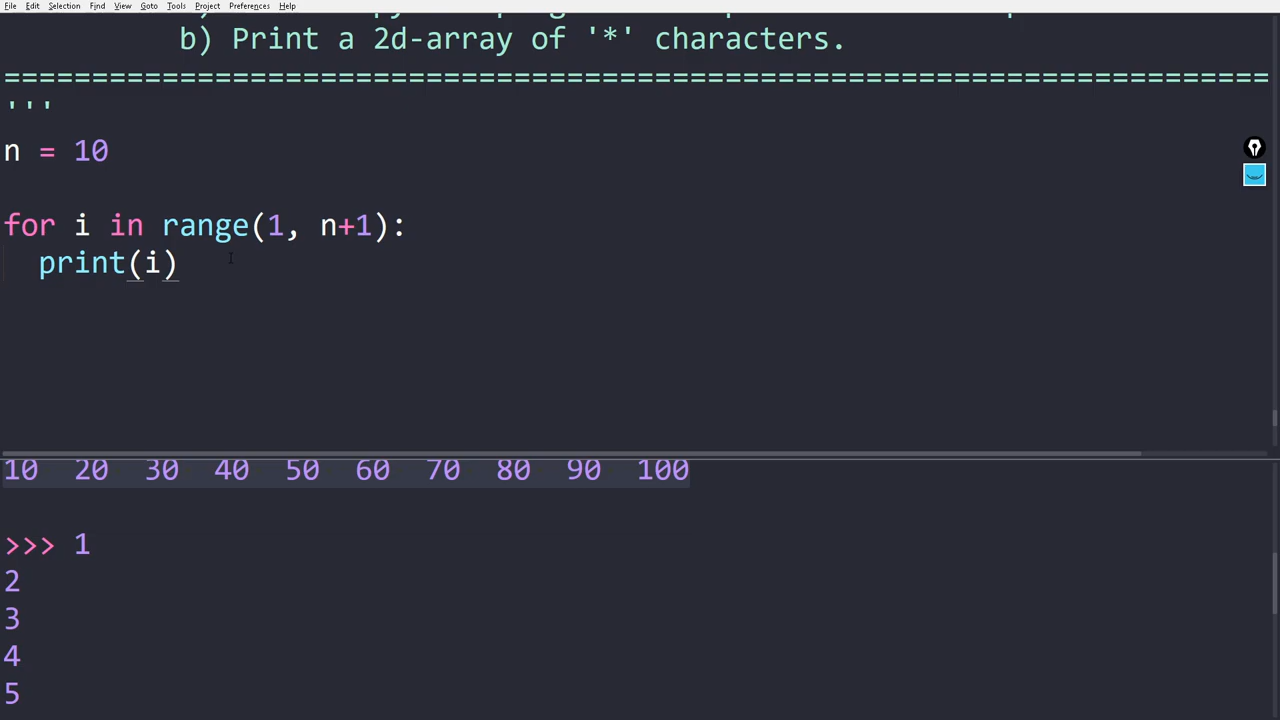 File Edit Selection Find View Goto Tools Project Preferences Help
b) Print a 2d-array of '*' characters.
========================================================================
'''
n = 10
for i in range(1, n+1):
print(i)
10 20 30 40 50 60 70 80 90 100
>>> 1
2
3
4
5